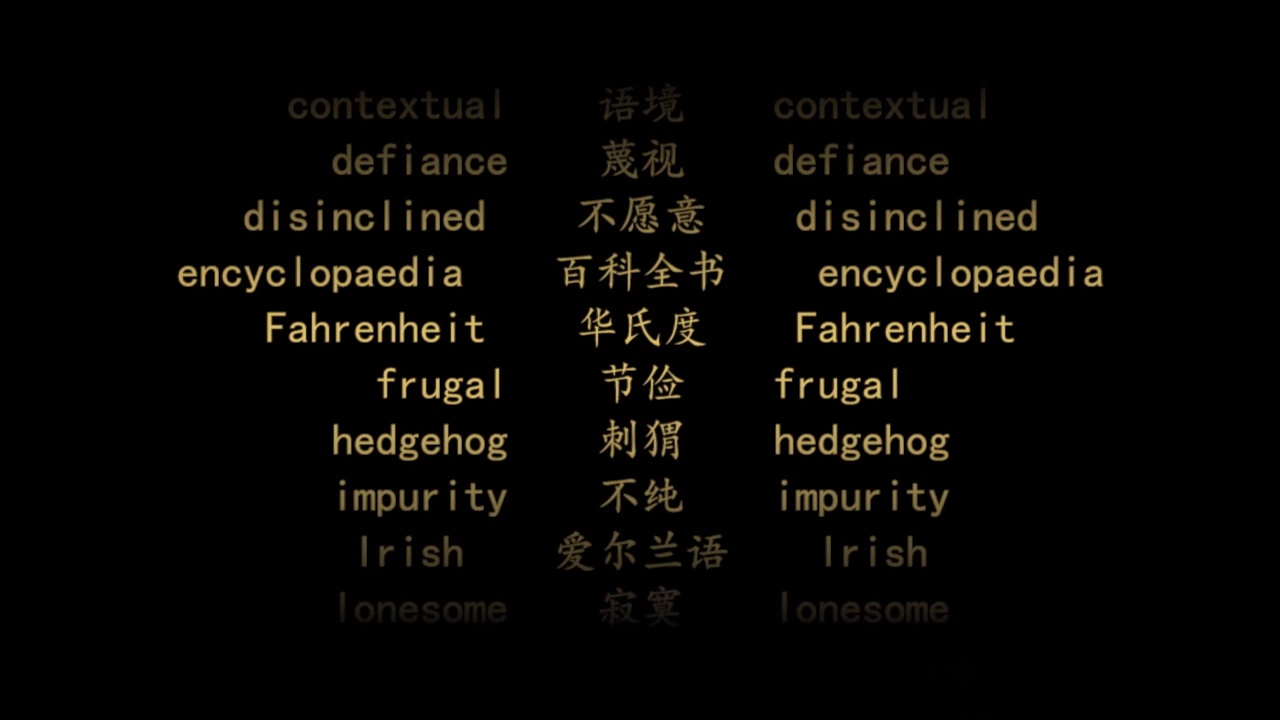 contextual 语境 contextual
defiance 蔑视 defiance
disinclined 不愿意 disinclined
encyclopaedia 百科全书 encyclopaedia
Fahrenheit 华氏度 Fahrenheit
frugal 节俭 frugal
hedgehog 刺猬 hedgehog
impurity 不纯 impurity
Irish 爱尔兰语 Irish
lonesome 寂寞 lonesome